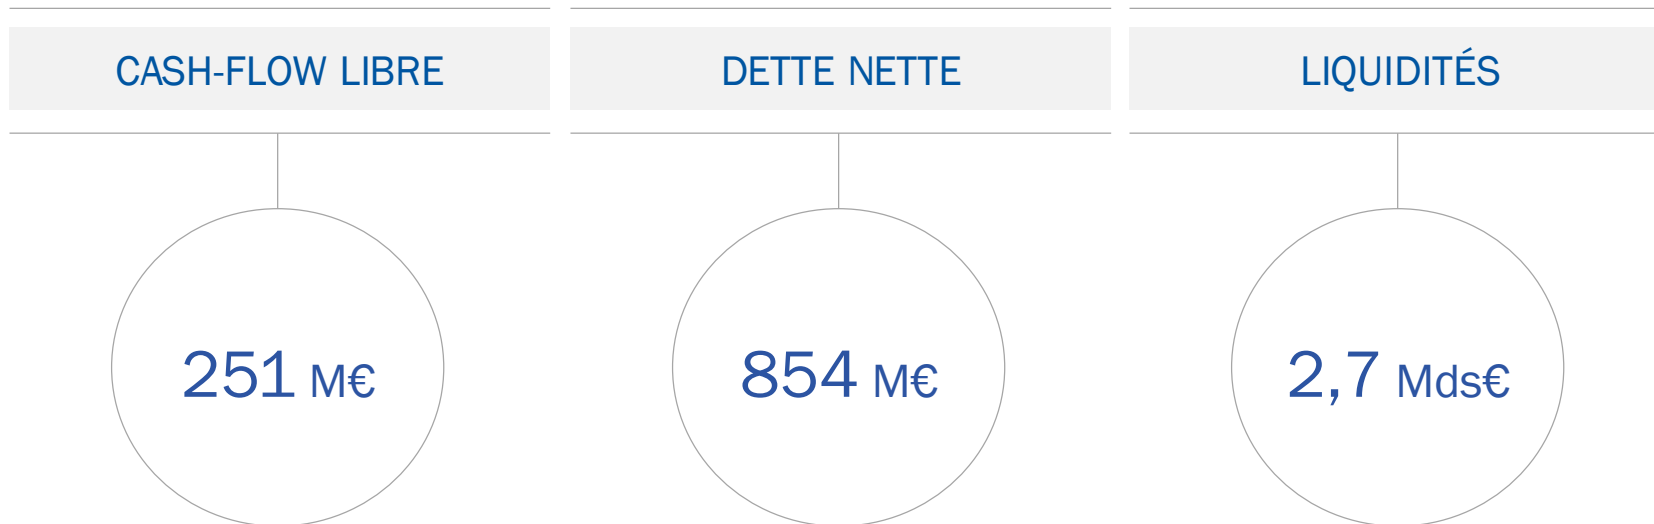 CASH-FLOW LIBRE
251 M€
DETTE NETTE
854 M€
LIQUIDITÉS
2,7 Mds€